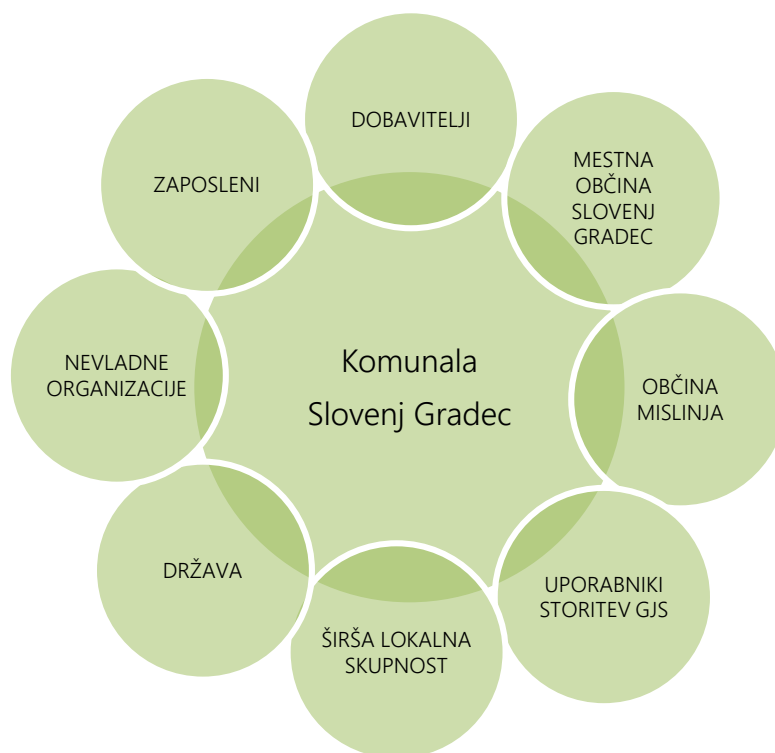 DOBAVITELJI
MESTNA
OBČINA
SLOVENJ
GRADEC
OBČINA
MISLINJA
UPORABNIKI
STORITEV GJS
ŠIRŠA LOKALNA
SKUPNOST
DRŽAVA
NEVLADNE
ORGANIZACIJE
ZAPOSLENI
Komunala
Slovenj Gradec